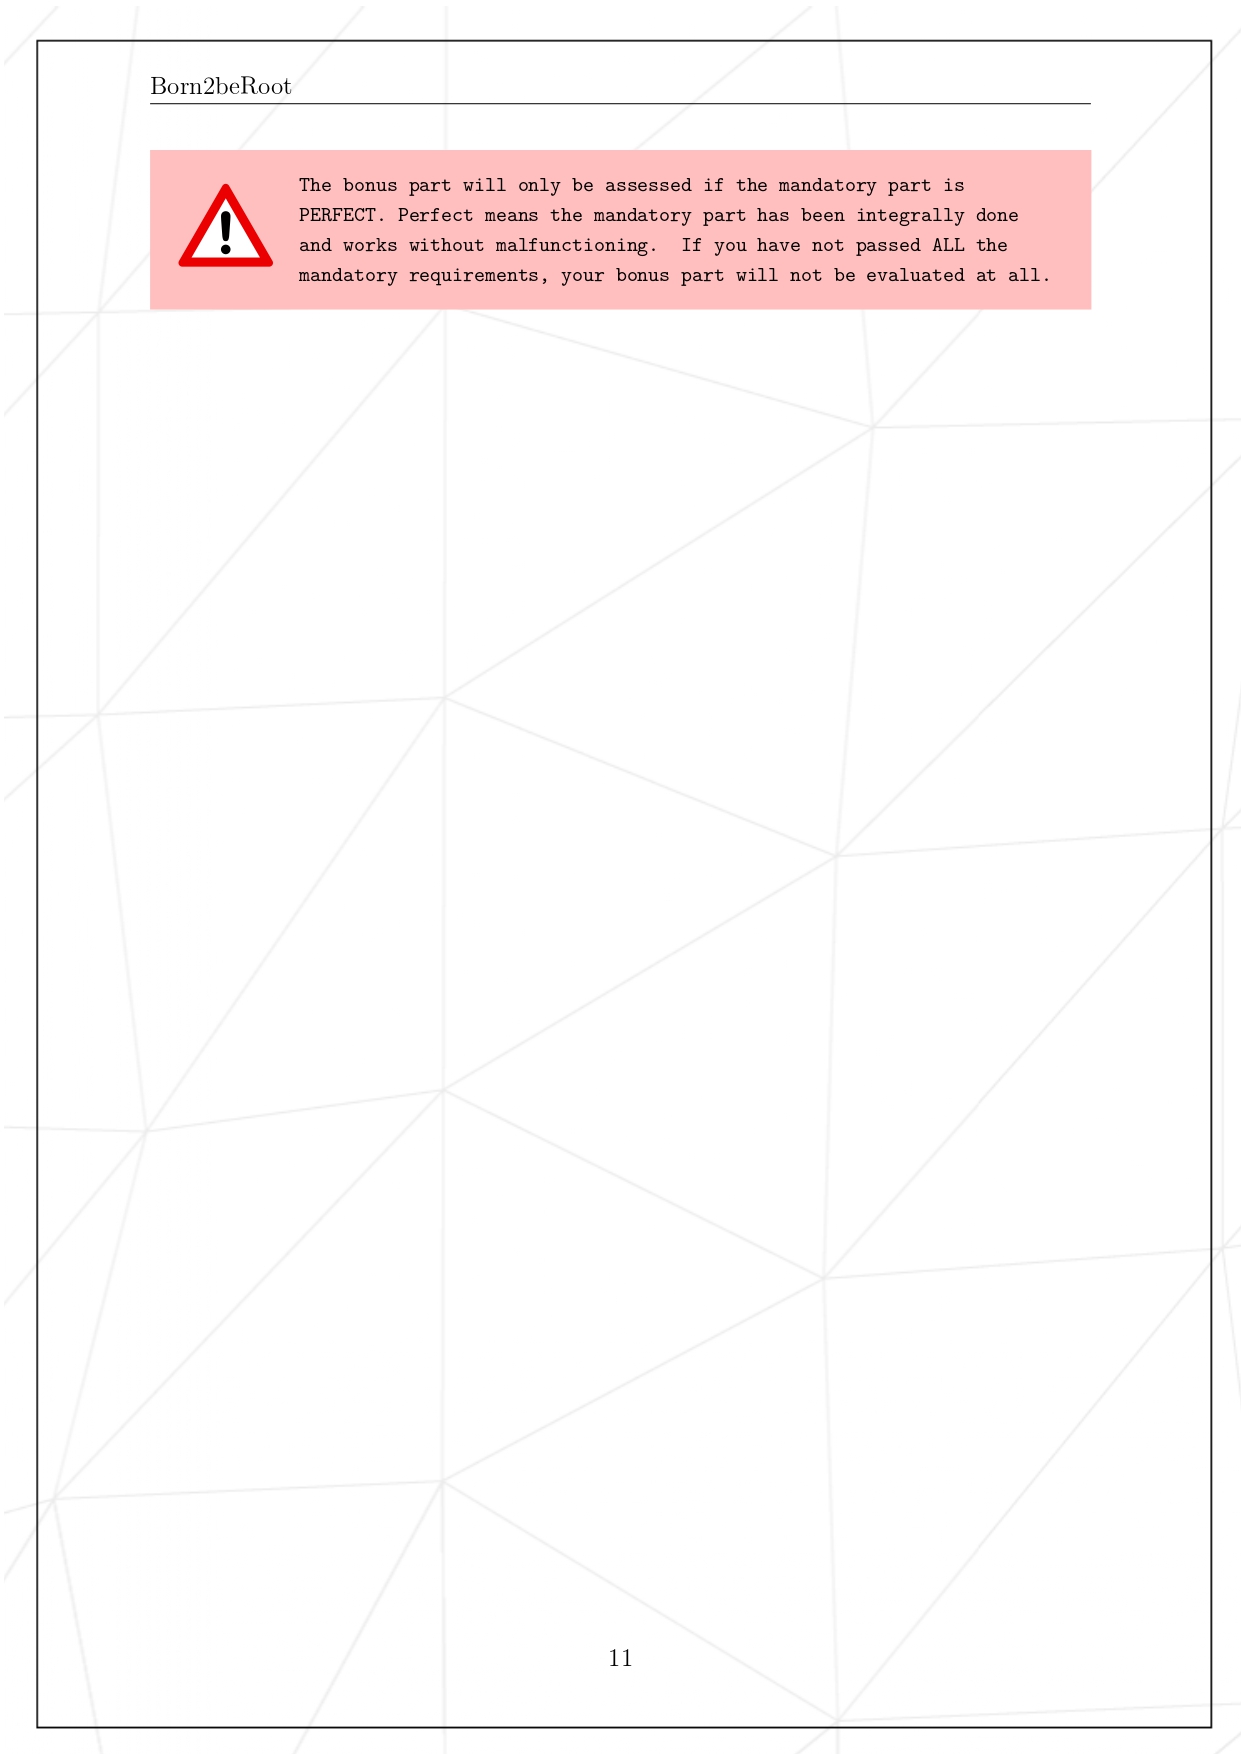 Born2beRoot
The bonus part will only be assessed if the mandatory part is
PERFECT. Perfect means the mandatory part has been integrally done
and works without malfunctioning.  If you have not passed ALL the
mandatory requirements, your bonus part will not be evaluated at all.
11